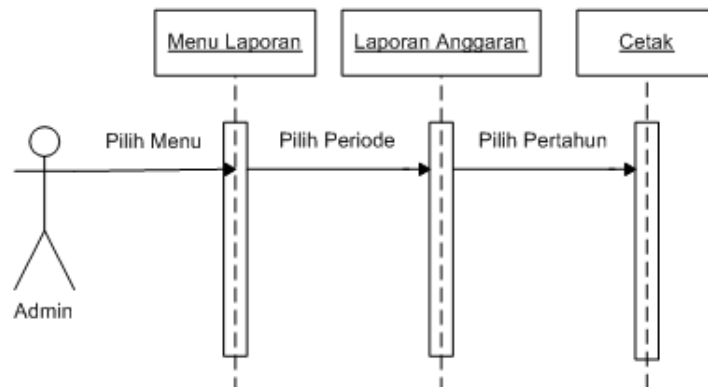 Menu Laporan
Laporan Anggaran
Cetak
Pilih Menu
Pilih Periode
Pilih Pertahun
Admin